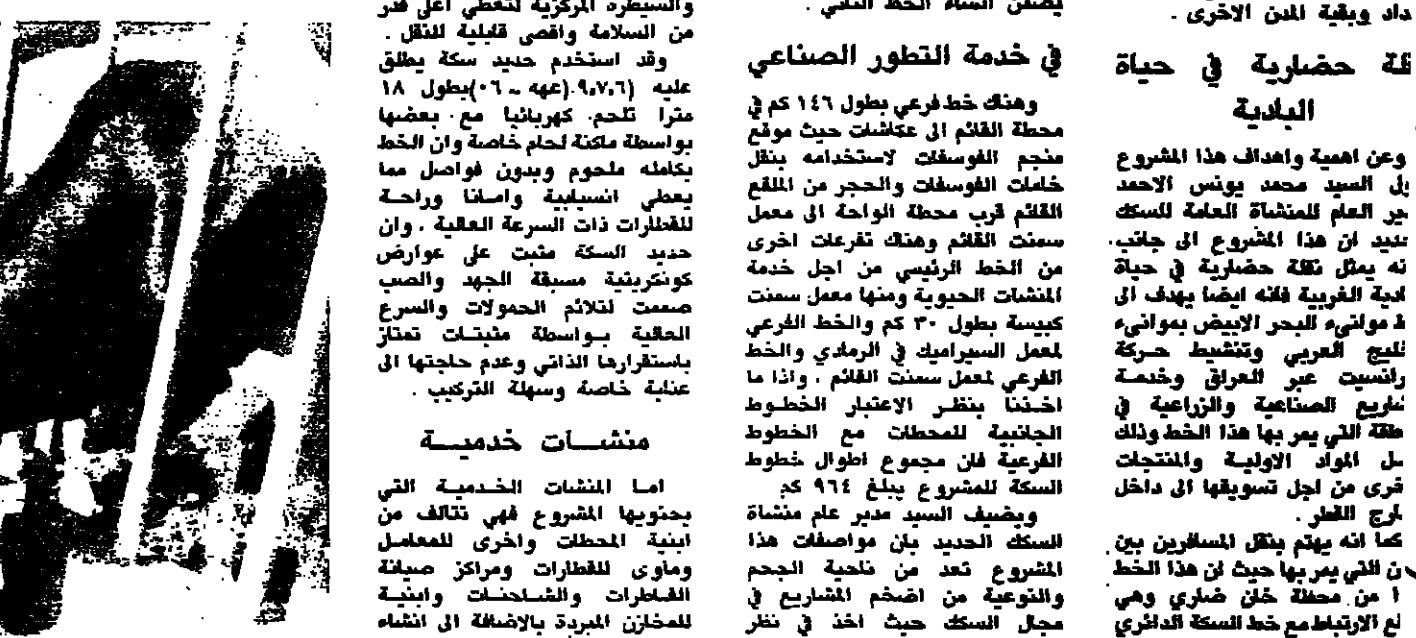 داد وبقية المدن الاخرى .
حضارية في حياة
البادية
وعن اهمية واهداف هذا المشروع
السيد محمد يونس الاحمد
العام للمنشاة العامة للسكك
ان هذا المشروع الى جانب
يمثل نقلة حضارية في حياة
الغربية فانه ايضا يهدف الى
موانيء البحر الابيض بموانيء
العربي وتنشيط حركة
عبر العراق وخدمة
الصناعية والزراعية في
التي يمر بها هذا الخط وذلك
المواد الاولية والمنتجات
من اجل تسويقها الى داخل
القطر .
كما انه يهتم بنقل المسافرين بين
التي يمر بها حيث ان هذا الخط
من محطة خان ضاري وهي
الارتباط مع خط السكة الدائري
الخط الثاني .
في خدمة التطور الصناعي
وهناك خط فرعي بطول ١٤٦ كم في
محطة القائم الى عكاشات حيث موقع
منجم الفوسفات لاستخدامه بنقل
خامات الفوسفات والحجر من المقلع
القائم قرب محطة الواحة الى معمل
سمنت القائم وهناك تفرعات اخرى
من الخط الرئيسي من اجل خدمة
المنشات الحيوية ومنها معمل سمنت
كبيسة بطول ٣٠ كم والخط الفرعي
لمعمل السيراميك في الرمادي والخط
الفرعي لمعمل سمنت القائم . واذا ما
اخذنا بنظر الاعتبار الخطوط
الجانبية للمحطات مع الخطوط
الفرعية فان مجموع اطوال خطوط
السكة للمشروع يبلغ ٩٦٤ كم
ويضيف السيد مدير عام منشاة
السكك الحديد بان مواصفات هذا
المشروع تعد من ناحية الحجم
والنوعية من اضخم المشاريع في
مجال السكك حيث اخذ في نظر
والسيطرة المركزية لتعطي اعلى قدر
من السلامة واقصى قابلية للنقل .
وقد استخدم حديد سكة يطلق
عليه بطول ١٨
مترا تلحم كهربائيا مع بعضها
بواسطة ماكنة لحام خاصة وان الخط
بكامله ملحوم وبدون فواصل مما
يعطي انسيابية وامانا وراحة
للقطارات ذات السرعة العالية . وان
حديد السكة مثبت على عوارض
كونكريتية مسبقة الجهد والصب
صممت لتلائم الحمولات والسرع
العالية بواسطة مثبتات تمتاز
باستقرارها الذاتي وعدم حاجتها الى
عناية خاصة وسهلة التركيب .
منشــات خدميــة
اما المنشات الخدمية التي
يحتويها المشروع فهي تتالف من
ابنية المحطات واخرى للمعامل
وماوى للقطارات ومراكز صيانة
القاطرات والشاحنات وابنية
للمخازن المبردة بالاضافة الى انشاء